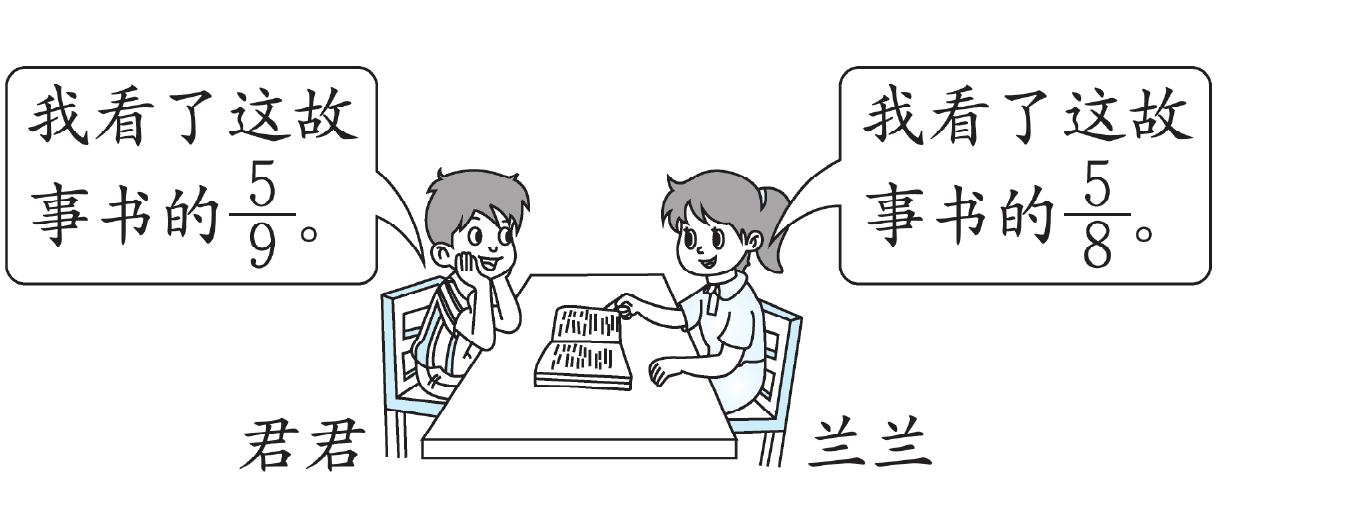 我看了这故
事书的5/9。
我看了这故
事书的5/8。
君君
兰兰